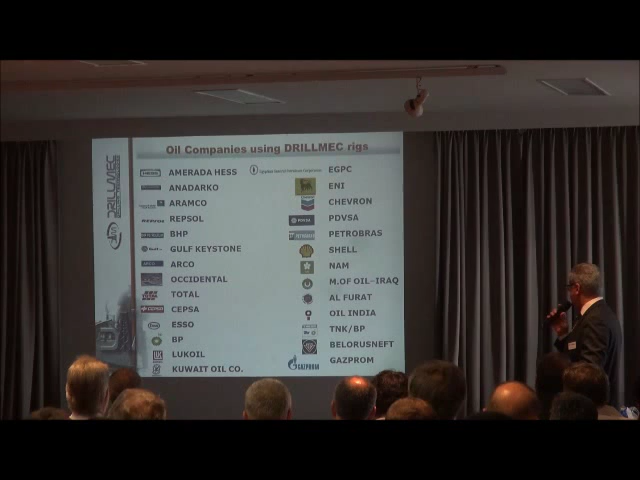 Oil Companies using DRILLMEC rigs
DRILLMEC
AMERADA HESS
ANADARKO
ARAMCO
REPSOL
BHP
GULF KEYSTONE
ARCO
OCCIDENTAL
TOTAL
CEPSA
ESSO
BP
LUKOIL
KUWAIT OIL CO.
EGPC
ENI
CHEVRON
PDVSA
PETROBRAS
SHELL
NAM
M.OF OIL-IRAQ
AL FURAT
OIL INDIA
TNK/BP
BELORUSNEFT
GAZPROM
GAZPROM